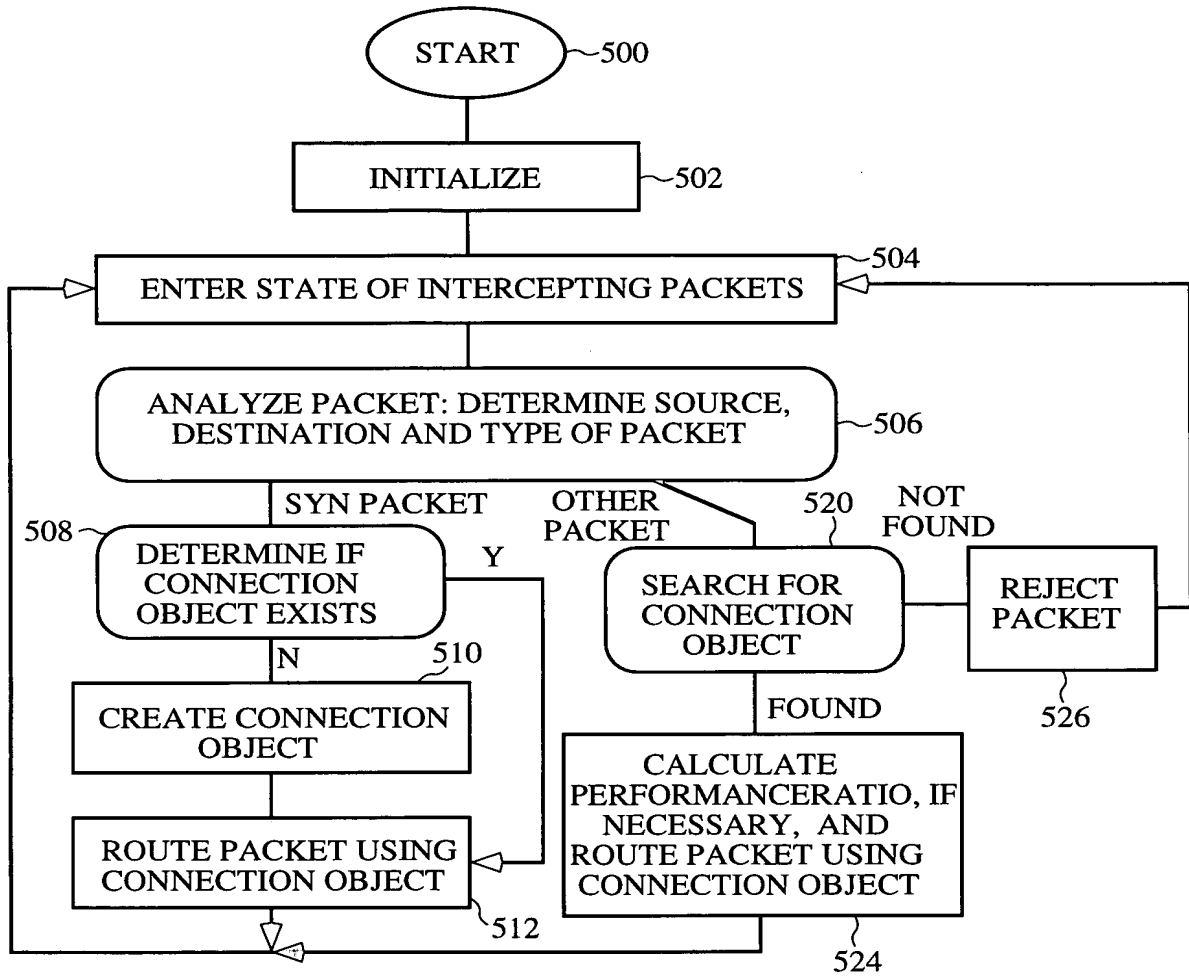 START
500
INITIALIZE
502
504
ENTER STATE OF INTERCEPTING PACKETS
ANALYZE PACKET: DETERMINE SOURCE,
DESTINATION AND TYPE OF PACKET
506
SYN PACKET
OTHER
PACKET
520
NOT
FOUND
508
DETERMINE IF
CONNECTION
OBJECT EXISTS
Y
SEARCH FOR
CONNECTION
OBJECT
REJECT
PACKET
N
510
526
CREATE CONNECTION
OBJECT
FOUND
CALCULATE
PERFORMANCERATIO, IF
NECESSARY, AND
ROUTE PACKET USING
CONNECTION OBJECT
ROUTE PACKET USING
CONNECTION OBJECT
512
524